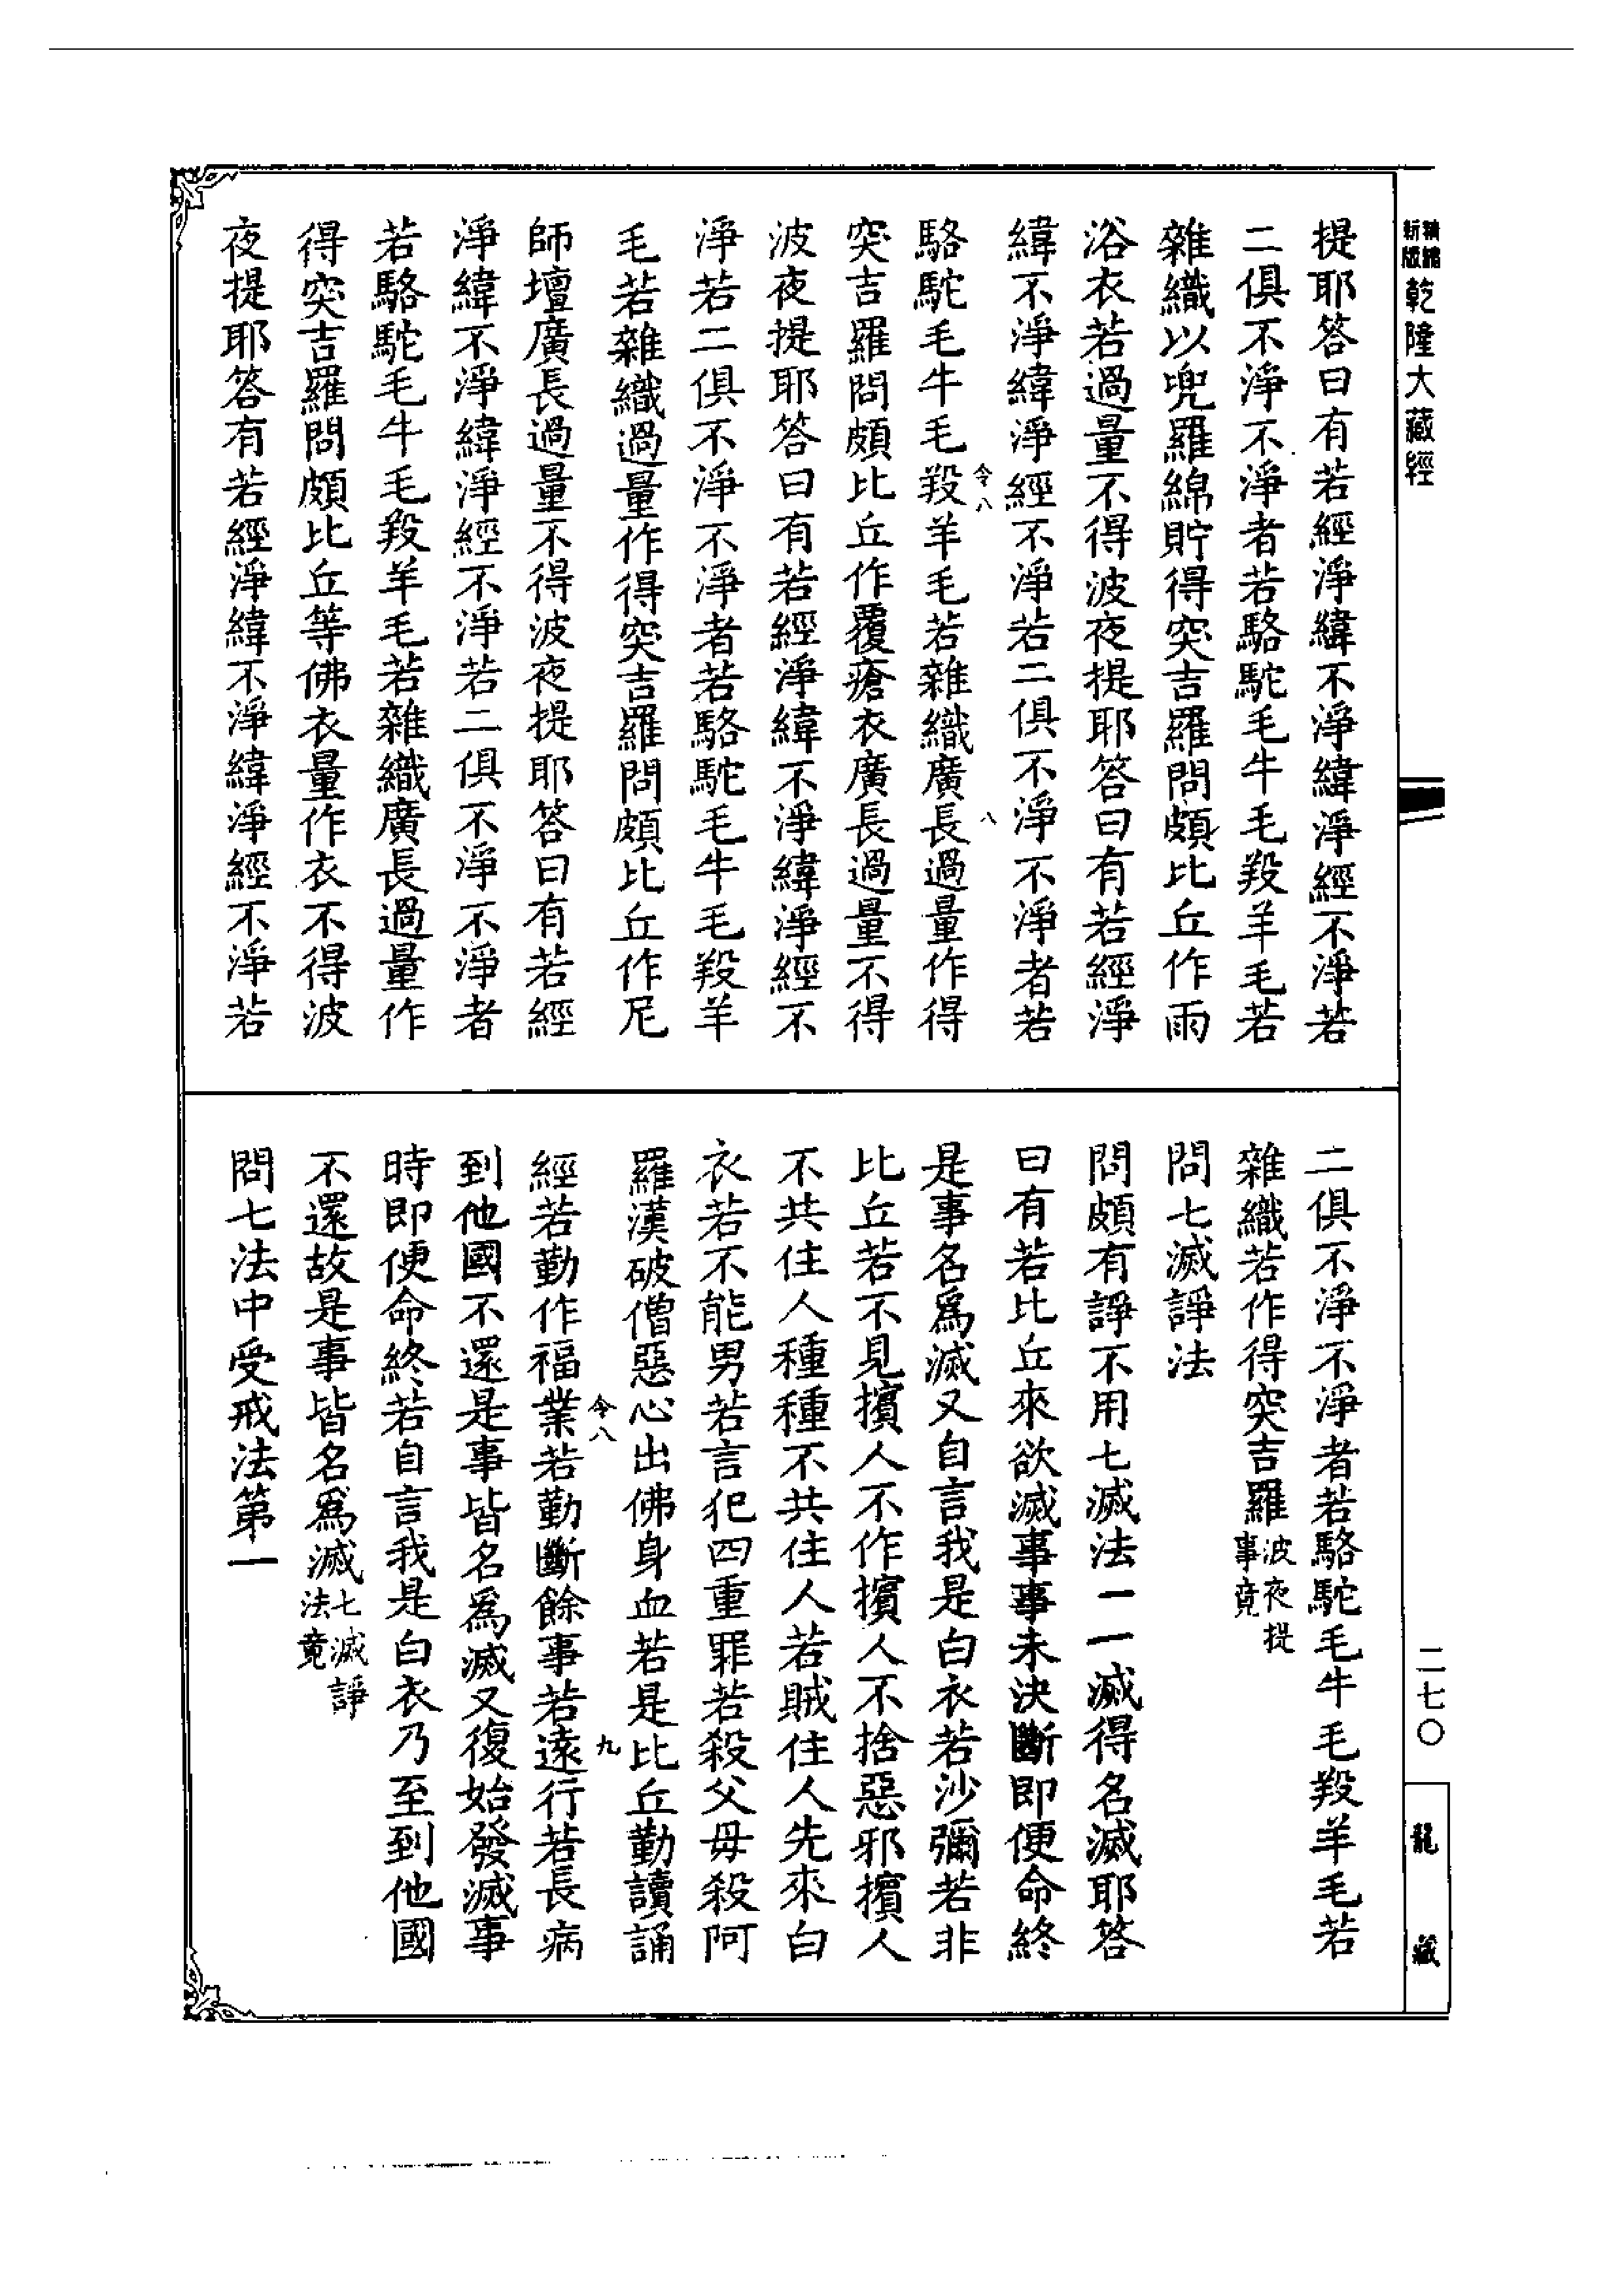 精縮新版乾隆大藏經
提耶答曰有若經淨緯不淨緯淨經不淨若
二俱不淨不淨者若駱駝毛牛毛羖羊毛若
雜織以兜羅綿貯得突吉羅問頗比丘作雨
浴衣若過量不得波夜提耶答曰有若經淨
緯不淨緯淨經不淨若二俱不淨不淨者若
駱駝毛牛毛羖羊毛若雜織廣長過量作得
令八
八
突吉羅問頗比丘作覆瘡衣廣長過量不得
波夜提耶答曰有若經淨緯不淨緯淨經不
淨若二俱不淨不淨者若駱駝毛牛毛羖羊
毛若雜織過量作得突吉羅問頗比丘作尼
師壇廣長過量不得波夜提耶答曰有若經
淨緯不淨緯淨經不淨若二俱不淨不淨者
若駱駝毛牛毛羖羊毛若雜織廣長過量作
得突吉羅問頗比丘等佛衣量作衣不得波
夜提耶答有若經淨緯不淨緯淨經不淨若
二俱不淨不淨者若駱駝毛牛毛羖羊毛若
雜織若作得突吉羅波夜提事竟
問七滅諍法
問頗有諍不用七滅法一一滅得名滅耶答
曰有若比丘來欲滅事事未決斷即便命終
是事名為滅又自言我是白衣若沙彌若非
比丘若不見擯人不作擯人不捨惡邪擯人
不共住人種種不共住人若賊住人先來白
衣若不能男若言犯四重罪若殺父母殺阿
羅漢破僧惡心出佛身血若是比丘勤讀誦
令八
九
經若勤作福業若勤斷餘事若遠行若長病
到他國不還是事皆名為滅又復始發滅事
時即便命終若自言我是白衣乃至到他國
不還故是事皆名為滅七滅諍法竟
問七法中受戒法第一
二七〇
龍藏